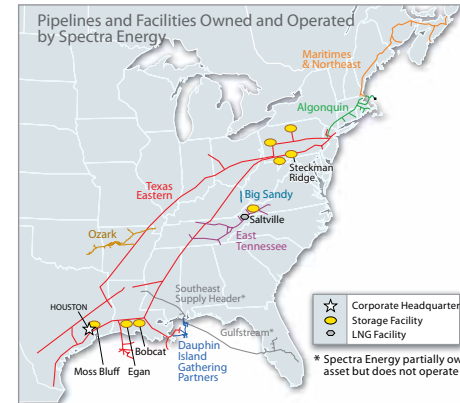 Pipelines and Facilities Owned and Operated
by Spectra Energy
Maritimes
& Northeast
Algonquin
Steckman
Ridge
Texas
Eastern
Big Sandy
Saltville
Ozark
East
Tennessee
Southeast
Supply Header*
HOUSTON
Gulfstream*
Bobcat
Dauphin
Island
Gathering
Partners
Moss Bluff
Egan
Corporate Headquarter
Storage Facility
LNG Facility
* Spectra Energy partially ow
asset but does not operate